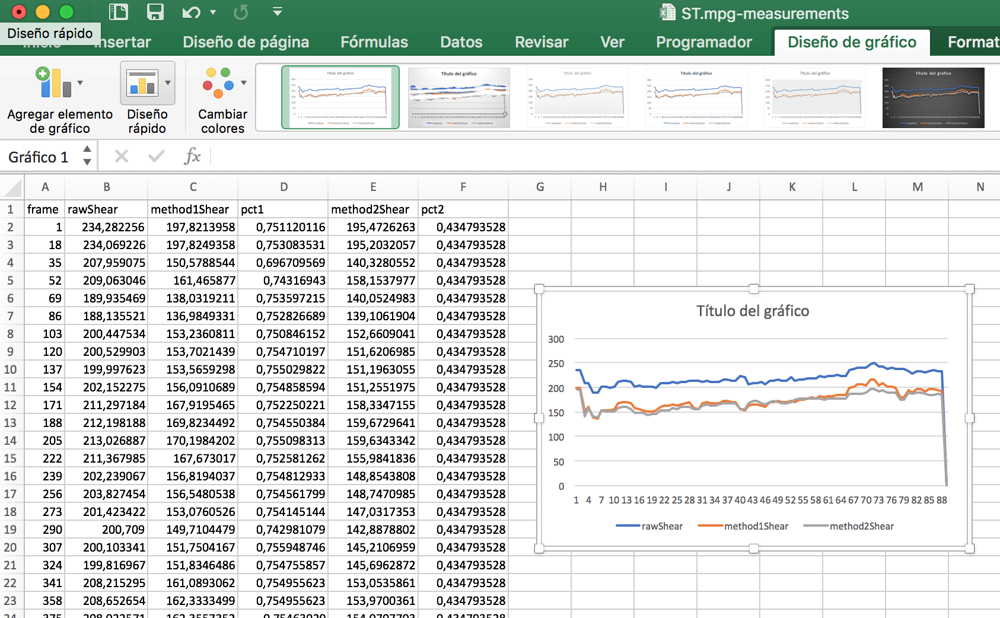 ST.mpg-measurements
Diseño rápido
Insertar Diseño de página Fórmulas Datos Revisar Ver Programador Diseño de gráfico Format
Agregar elemento de gráfico
Diseño rápido
Cambiar colores
Título del gráfico Título del gráfico Título del gráfico Título del gráfico Título del gráfico Título del gráfico
Gráfico 1 fx
A B C D E F G H I J K L M N
1 frame rawShear method1Shear pct1 method2Shear pct2
2 1 234,282256 197,8213958 0,751120116 195,4726263 0,434793528
3 18 234,069226 197,8249358 0,753083531 195,2032057 0,434793528
4 35 207,959075 150,5788544 0,696709569 140,3280552 0,434793528
5 52 209,063046 161,465877 0,74316943 158,1537977 0,434793528
6 69 189,935469 138,0319211 0,753597215 140,0524983 0,434793528
7 86 188,135521 136,9849331 0,752826689 139,1061904 0,434793528
8 103 200,447534 153,2360811 0,750846152 152,6609041 0,434793528
9 120 200,529903 153,7021439 0,754710197 151,6206985 0,434793528
10 137 199,997623 153,5659298 0,755029822 151,1963055 0,434793528
11 154 202,152275 156,0910689 0,754858594 151,2551975 0,434793528
12 171 211,297184 167,9195465 0,752250221 158,3347155 0,434793528
13 188 212,198188 169,8234492 0,754550384 159,6729641 0,434793528
14 205 213,026887 170,1984202 0,755098313 159,6343342 0,434793528
15 222 211,367985 167,673017 0,752581262 155,9841836 0,434793528
16 239 202,239067 156,8194037 0,754812933 148,8543808 0,434793528
17 256 203,827454 156,5480538 0,754561799 148,7470985 0,434793528
18 273 201,423422 153,0760526 0,754145144 147,0317353 0,434793528
19 290 200,709 149,7104479 0,742981079 142,8878802 0,434793528
20 307 200,103341 151,7504167 0,755948746 145,2106959 0,434793528
21 324 199,816967 151,8346486 0,754755857 145,6962872 0,434793528
22 341 208,215295 161,0893062 0,754955623 153,0535861 0,434793528
23 358 208,652654 162,3333499 0,754955623 153,9700361 0,434793528
Título del gráfico
300
250
200
150
100
50
0
1 4 7 10 13 16 19 22 25 28 31 34 37 40 43 46 49 52 55 58 61 64 67 70 73 76 79 82 85 88
rawShear method1Shear method2Shear